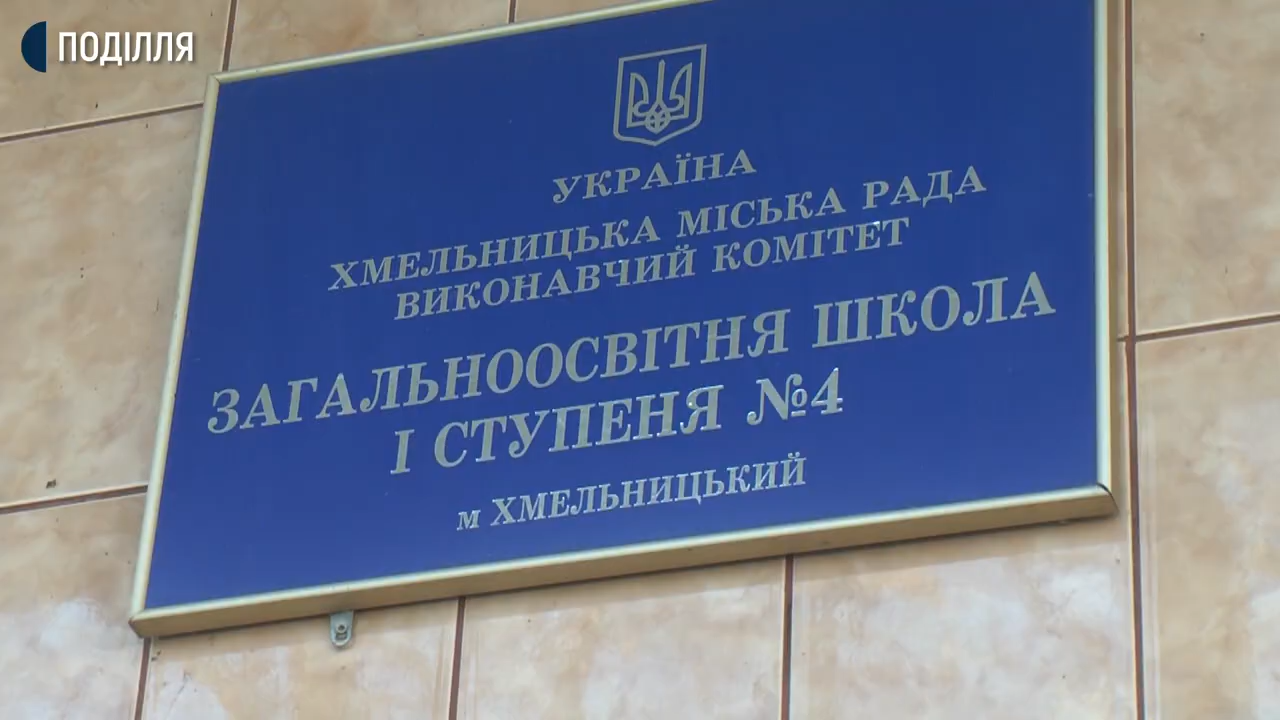 ПОДІЛЛЯ
УКРАЇНА
ХМЕЛЬНИЦЬКА МІСЬКА РАДА
ВИКОНАВЧИЙ КОМІТЕТ
ЗАГАЛЬНООСВІТНЯ ШКОЛА
І СТУПЕНЯ №4
м ХМЕЛЬНИЦЬКИЙ